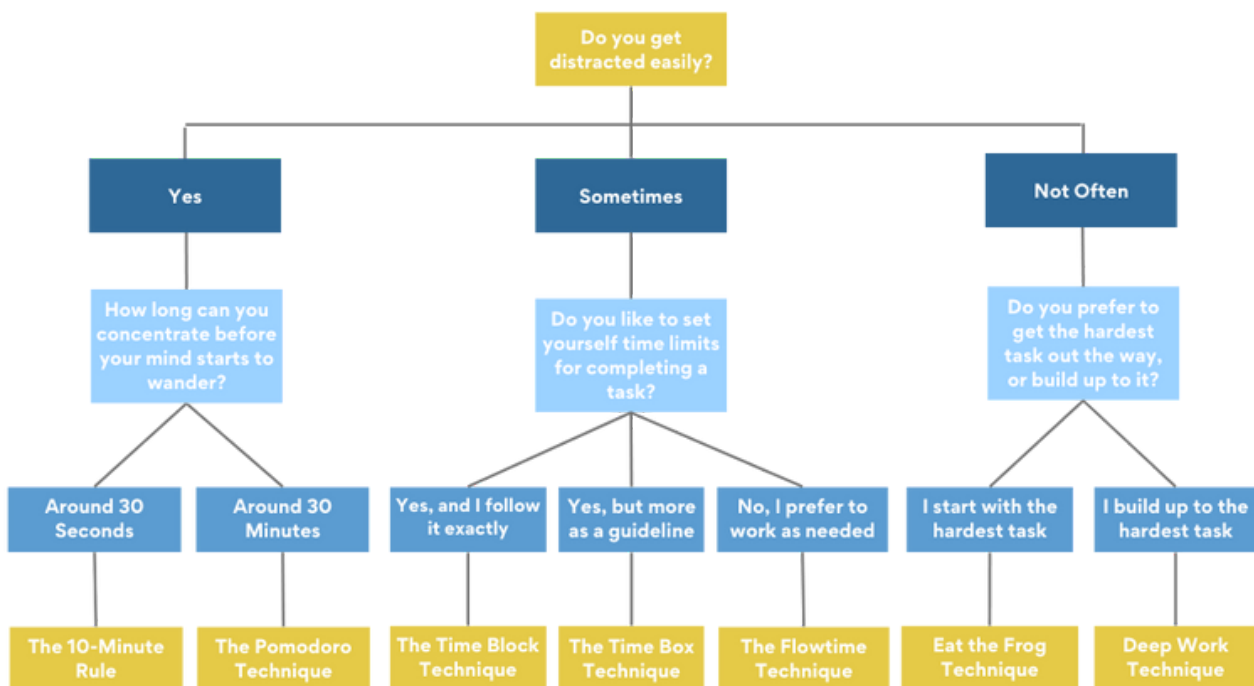 Do you get
distracted easily?
Yes
Sometimes
Not Often
How long can you
concentrate before
your mind starts to
wander?
Do you like to set
yourself time limits
for completing a
task?
Do you prefer to
get the hardest
task out the way,
or build up to it?
Around 30
Seconds
Around 30
Minutes
Yes, and I follow
it exactly
Yes, but more
as a guideline
No, I prefer to
work as needed
I start with the
hardest task
I build up to the
hardest task
The 10-Minute
Rule
The Pomodoro
Technique
The Time Block
Technique
The Time Box
Technique
The Flowtime
Technique
Eat the Frog
Technique
Deep Work
Technique